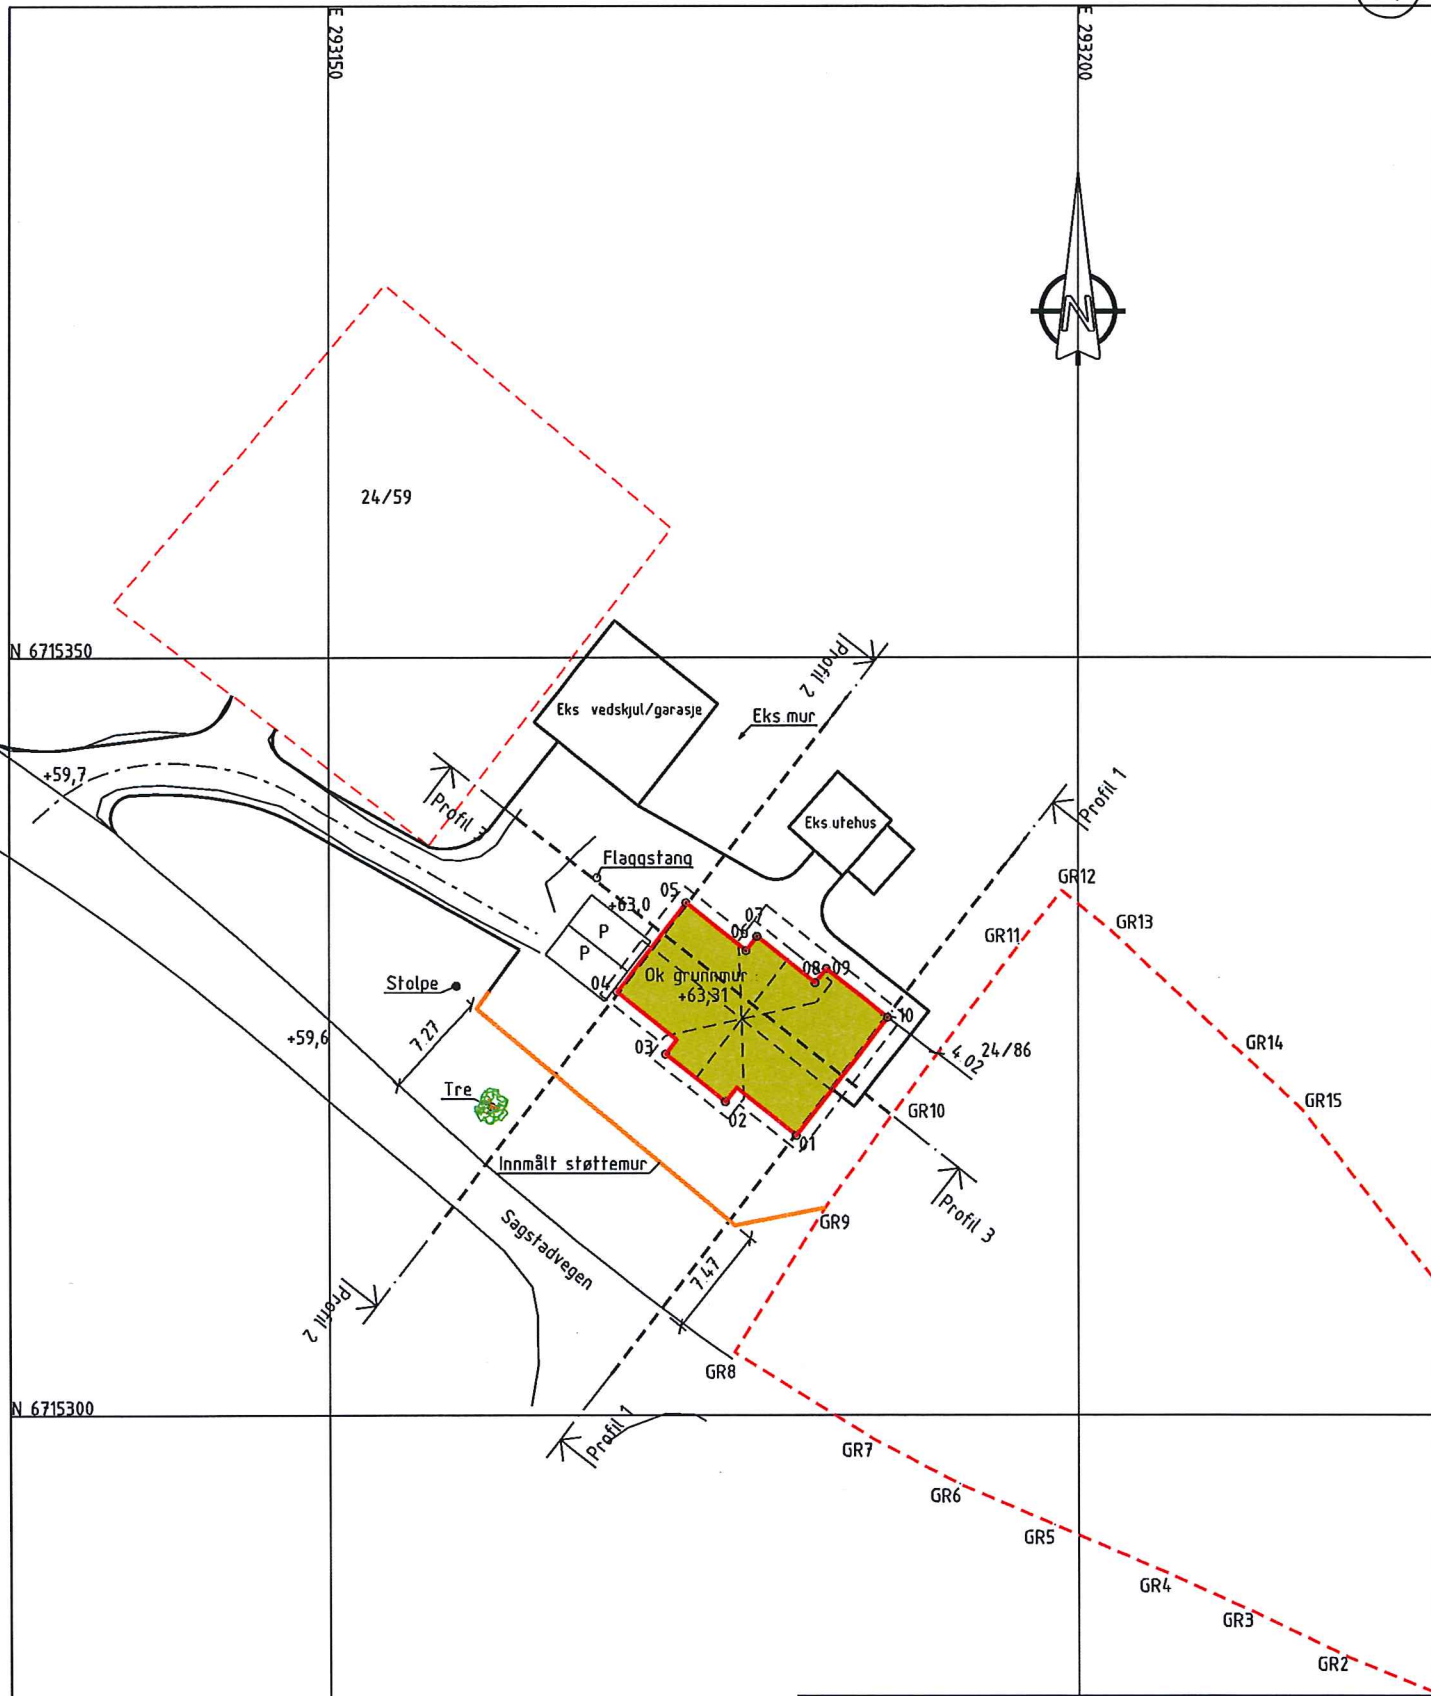 E 293150
E 293200
N
24/59
N 6715350
Profil 2
Eks vedskjul/garasje
Eks mur
+59,7
Profil 3
Profil 1
Eks.utehus
Flaggstang
GR12
05
+63,0
07
GR13
06
P
GR11
P
08
09
Ok grunnmur
Stolpe
04
+63,31
10
+59,6
7.27
03
4.02
24/86
GR14
Tre
GR10
GR15
02
01
Innmålt støttemur
Profil 3
GR9
Sagstadvegen
7.47
Profil 2
GR8
N 6715300
Profil 1
GR7
GR6
GR5
GR4
GR3
GR2